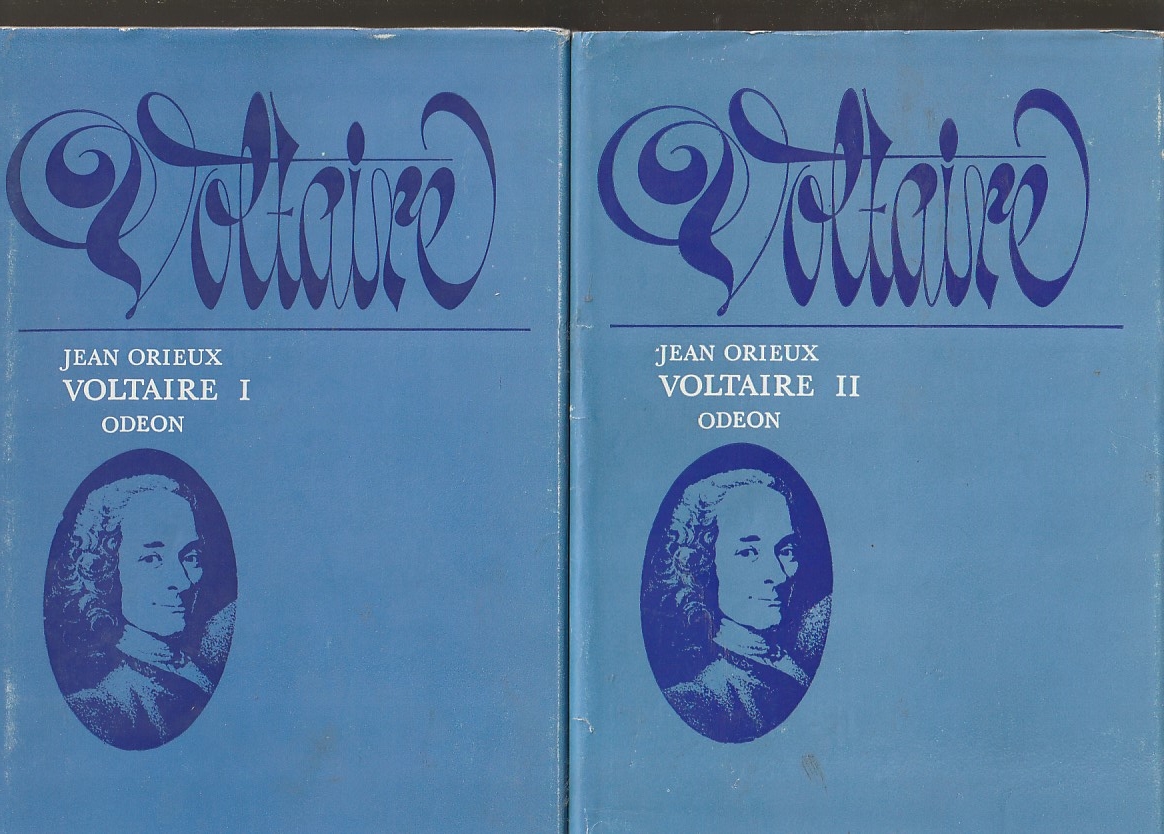 Voltaire
JEAN ORIEUX
VOLTAIRE I
ODEON
Voltaire
JEAN ORIEUX
VOLTAIRE II
ODEON